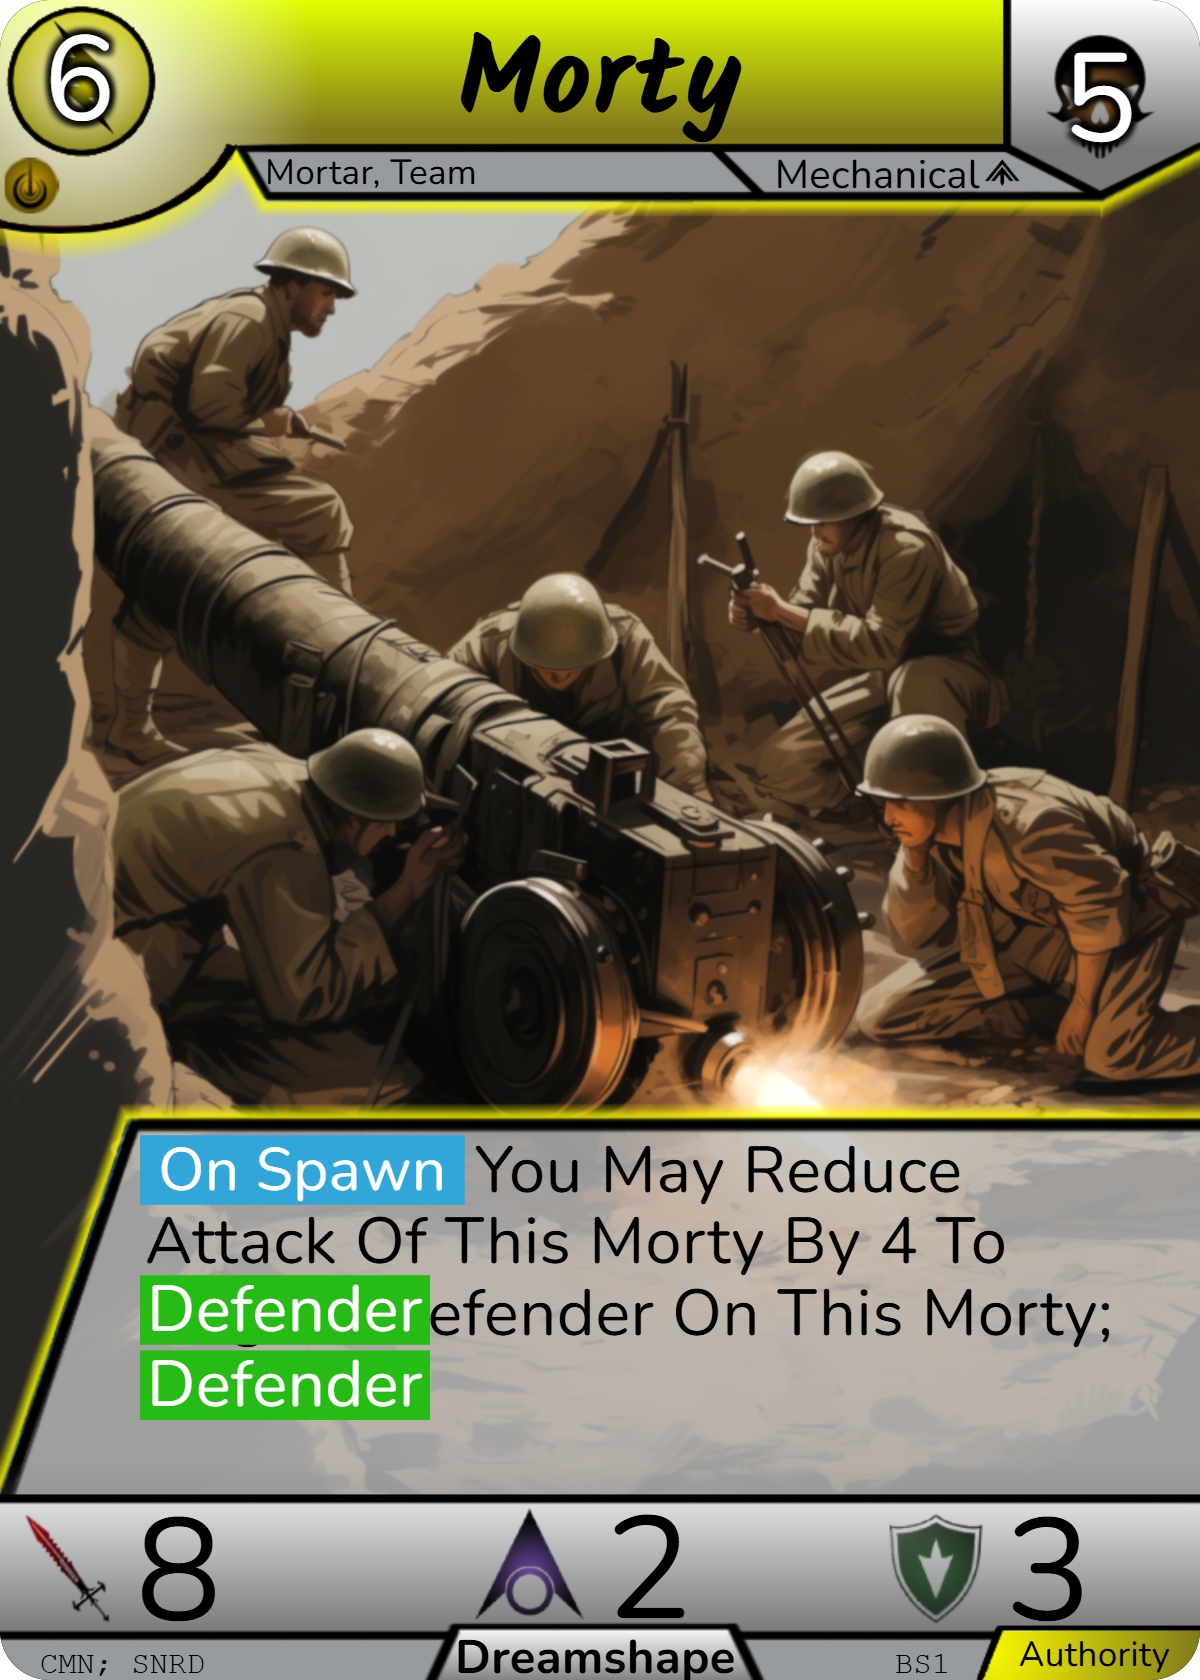 6
Morty
5
Mortar, Team
Mechanical
On Spawn You May Reduce
Attack Of This Morty By 4 To
Defender efender On This Morty;
Defender
8
2
3
CMN; SNRD
Dreamshape
BS1
Authority